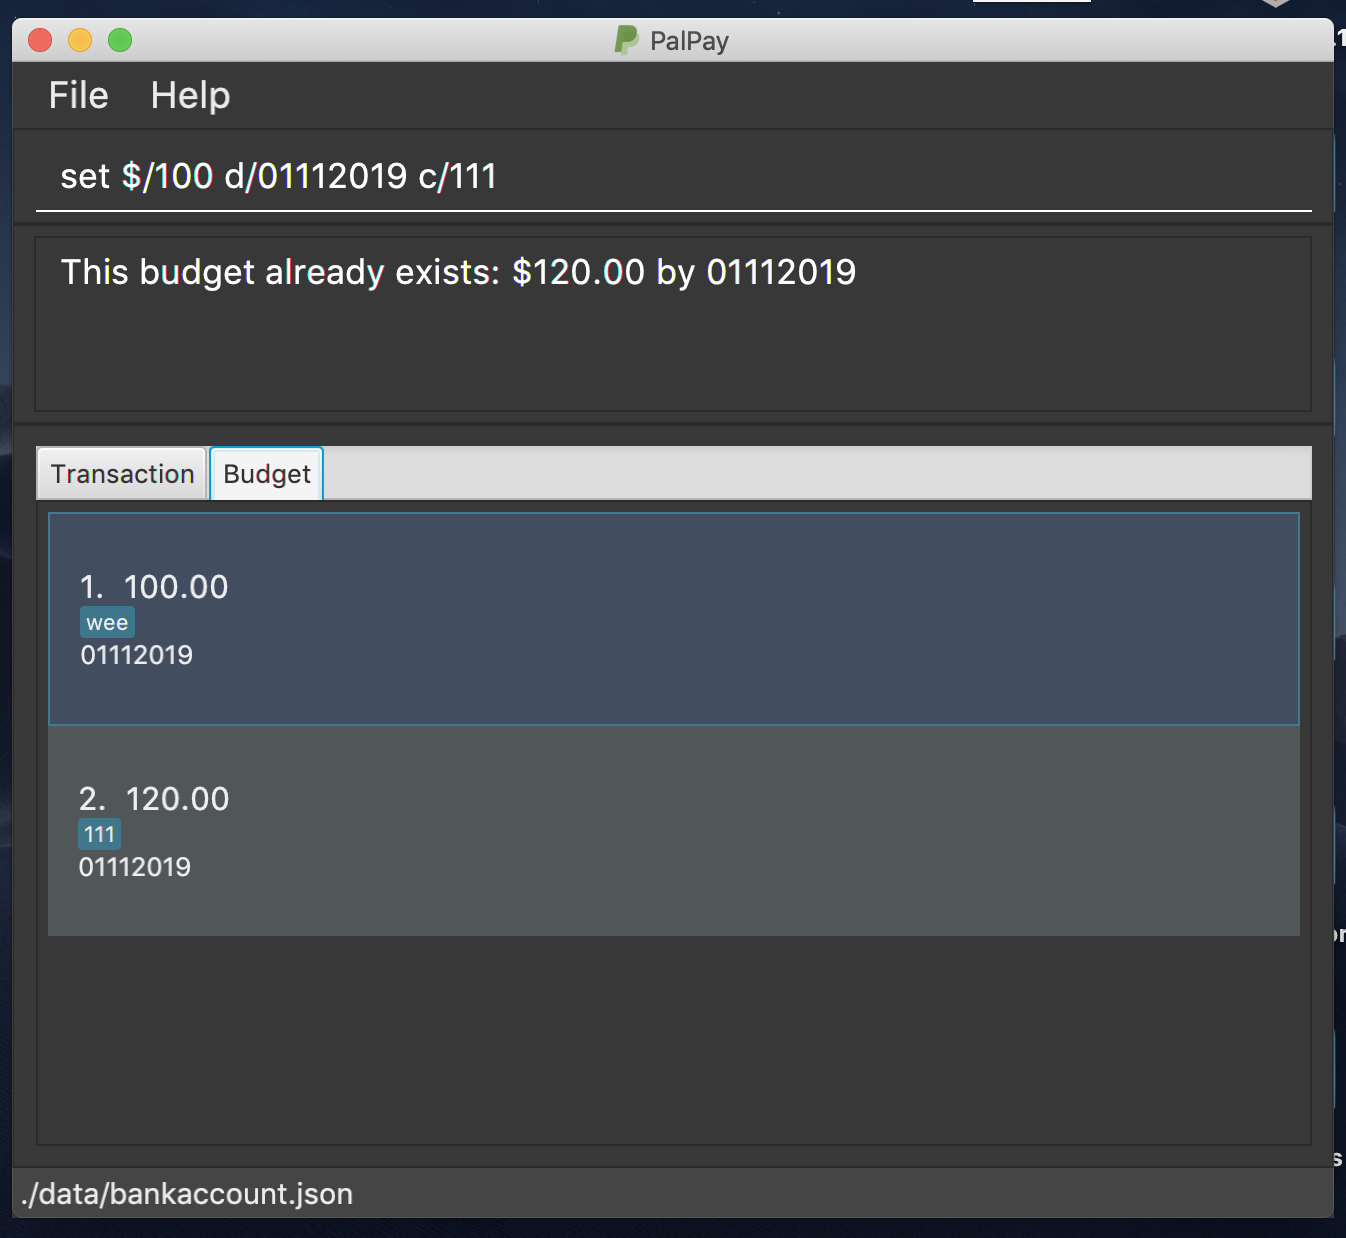 PalPay
File Help
set $/100 d/01112019 c/111
This budget already exists: $120.00 by 01112019
Transaction Budget
1. 100.00
wee
01112019
2. 120.00
111
01112019
./data/bankaccount.json